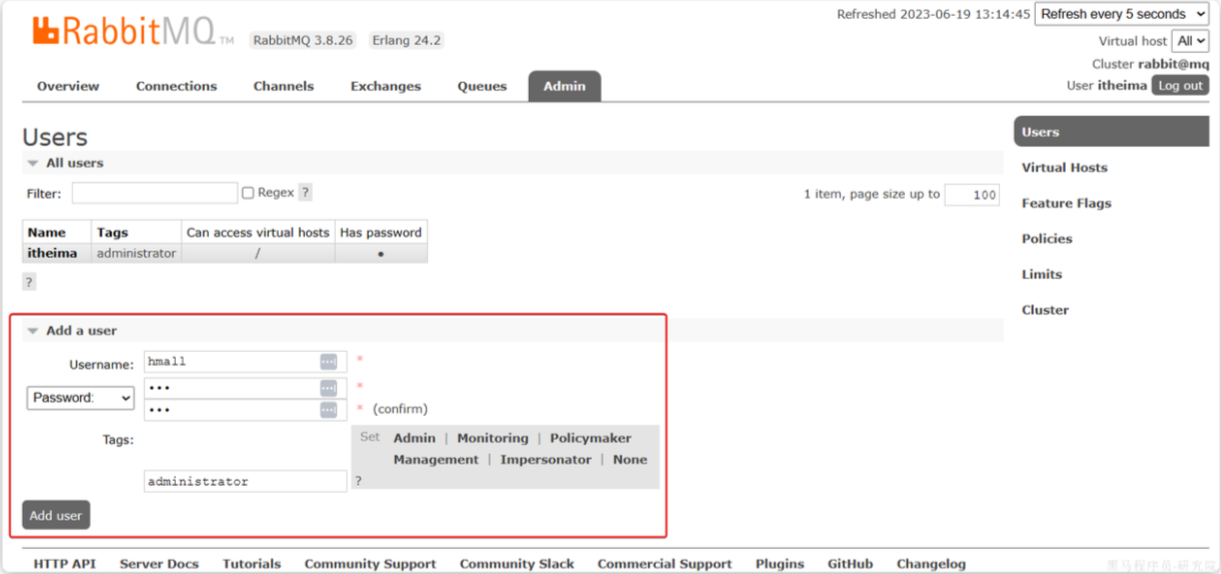 Refreshed 2023-06-19 13:14:45 Refresh every 5 seconds
RabbitMQ TM RabbitMQ 3.8.26 Erlang 24.2
Virtual host All
Cluster rabbit@mq
User itheima Log out
Overview Connections Channels Exchanges Queues Admin
Users
All users
Filter: Regex ? 1 item, page size up to 100
Name Tags Can access virtual hosts Has password
itheima administrator / ●
?
Add a user
Username: hmall *
Password: ••• *
••• * (confirm)
Tags: Set Admin | Monitoring | Policymaker
Management | Impersonator | None
administrator ?
Add user
Users
Virtual Hosts
Feature Flags
Policies
Limits
Cluster
HTTP API Server Docs Tutorials Community Support Community Slack Commercial Support Plugins GitHub Changelog
黑马程序员-研究院